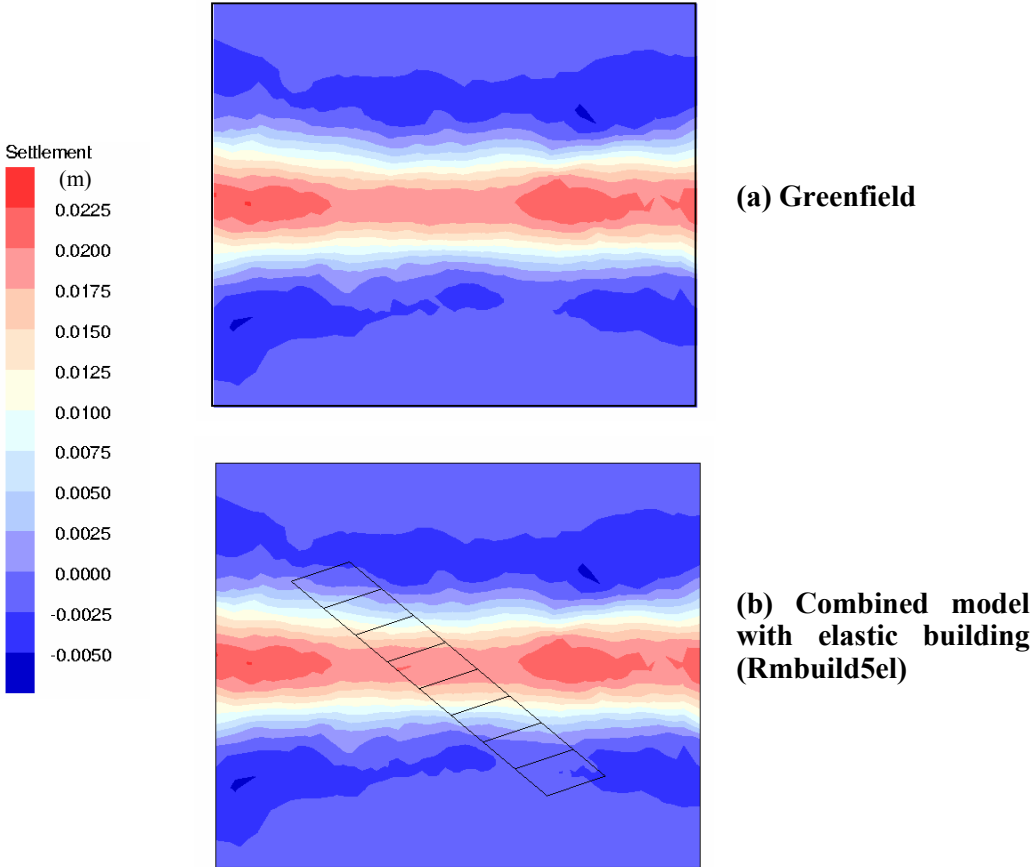 Settlement
(m)
0.0225
0.0200
0.0175
0.0150
0.0125
0.0100
0.0075
0.0050
0.0025
0.0000
-0.0025
-0.0050
(a) Greenfield
(b) Combined model
with elastic building
(Rmbuild5el)